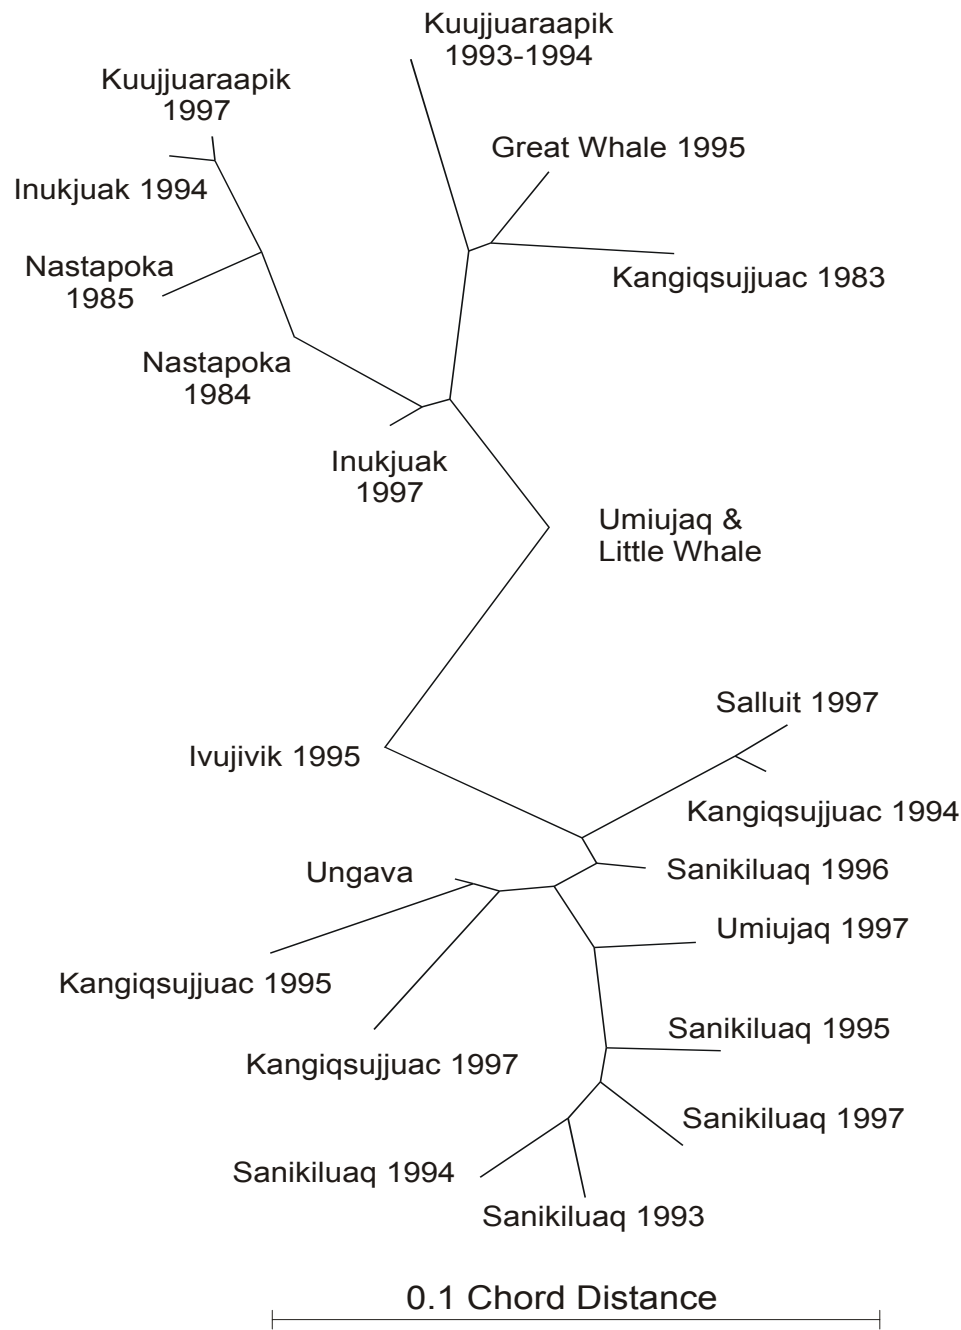 Kuujjuaraapik
1993-1994
Kuujjuaraapik
1997
Great Whale 1995
Inukjuak 1994
Nastapoka
1985
Kangiqsujjuac 1983
Nastapoka
1984
Inukjuak
1997
Umiujaq &
Little Whale
Salluit 1997
Ivujivik 1995
Kangiqsujjuac 1994
Ungava
Sanikiluaq 1996
Umiujaq 1997
Kangiqsujjuac 1995
Sanikiluaq 1995
Kangiqsujjuac 1997
Sanikiluaq 1997
Sanikiluaq 1994
Sanikiluaq 1993
0.1 Chord Distance